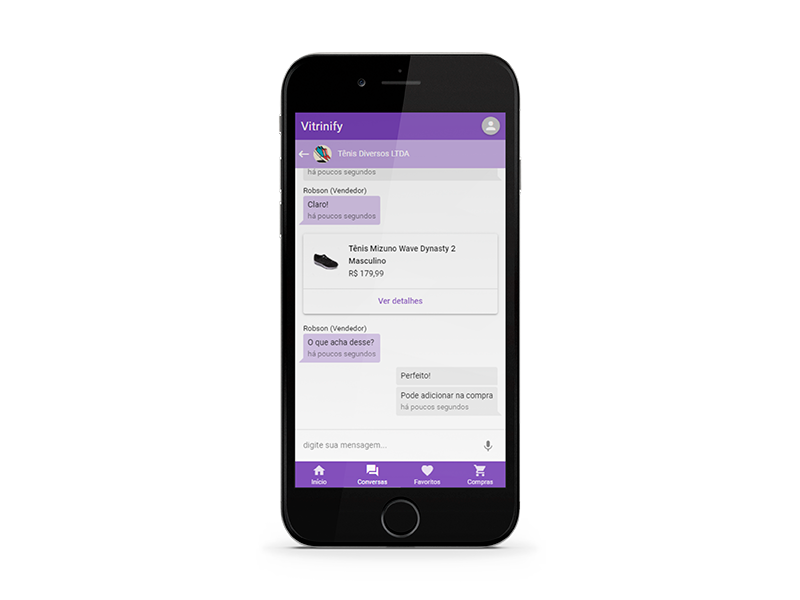 Vitrinify
Tênis Diversos LTDA
há poucos segundos
Robson (Vendedor)
Claro!
há poucos segundos
Tênis Mizuno Wave Dynasty 2
Masculino
R$ 179,99
Ver detalhes
Robson (Vendedor)
O que acha desse?
há poucos segundos
Perfeito!
Pode adicionar na compra
há poucos segundos
digite sua mensagem...
Início Conversas Favoritos Compras